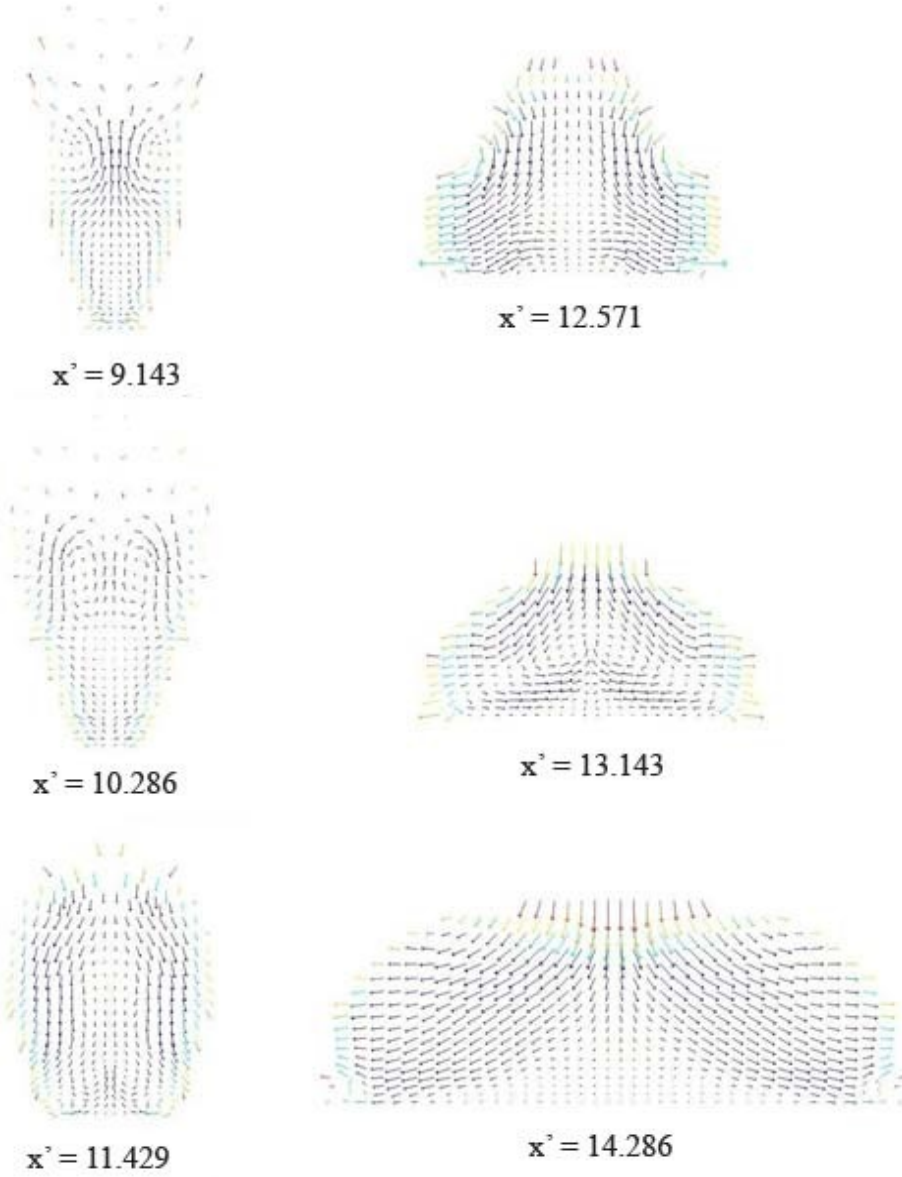 x’ = 9.143
x’ = 12.571
x’ = 10.286
x’ = 13.143
x’ = 11.429
x’ = 14.286